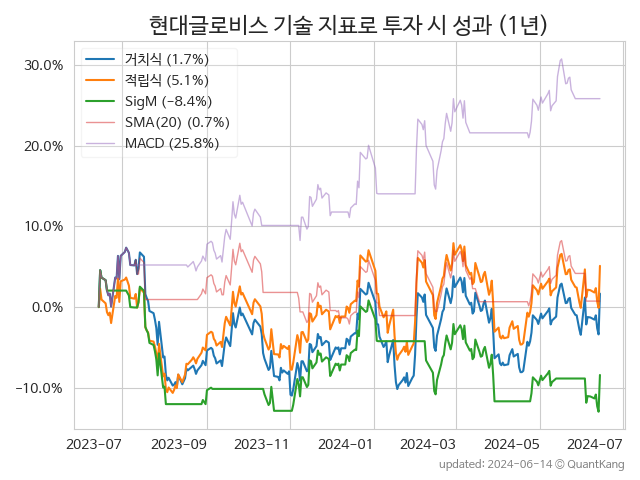 현대글로비스 기술 지표로 투자 시 성과 (1년)
거치식 (1.7%)
적립식 (5.1%)
SigM (−8.4%)
SMA(20) (0.7%)
MACD (25.8%)
30.0%
20.0%
10.0%
0.0%
−10.0%
2023-07 2023-09 2023-11 2024-01 2024-03 2024-05 2024-07
updated: 2024-06-14 © QuantKang